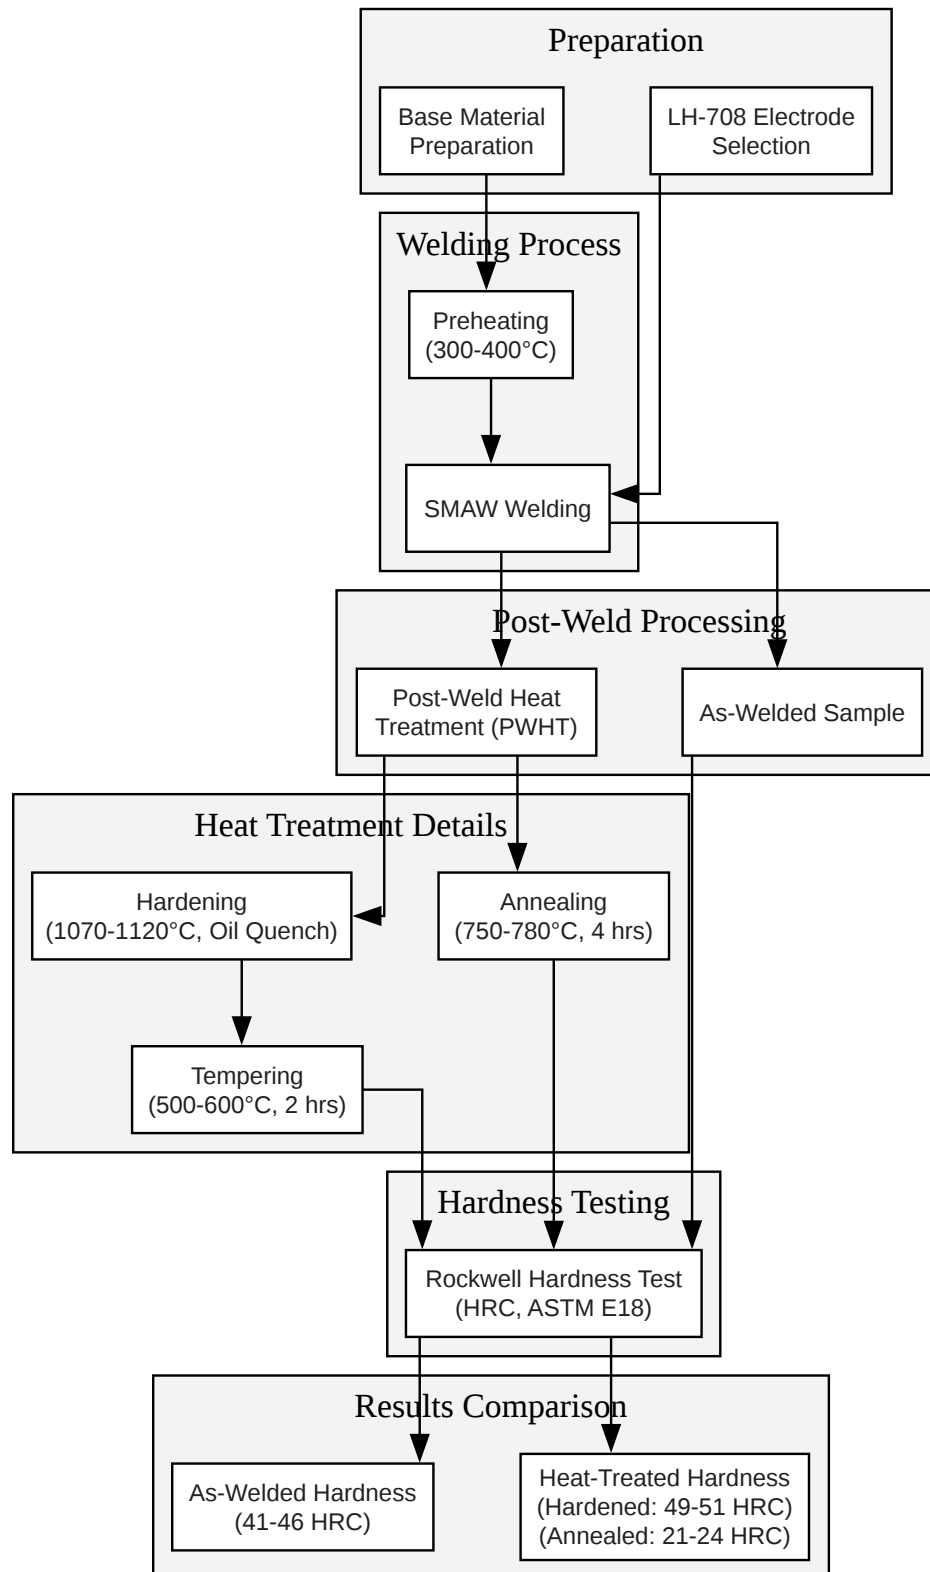 Preparation
Base Material
Preparation
LH-708 Electrode
Selection
Welding Process
Preheating
(300-400°C)
SMAW Welding
Post-Weld Processing
Post-Weld Heat
Treatment (PWHT)
As-Welded Sample
Heat Treatment Details
Hardening
(1070-1120°C, Oil Quench)
Annealing
(750-780°C, 4 hrs)
Tempering
(500-600°C, 2 hrs)
Hardness Testing
Rockwell Hardness Test
(HRC, ASTM E18)
Results Comparison
As-Welded Hardness
(41-46 HRC)
Heat-Treated Hardness
(Hardened: 49-51 HRC)
(Annealed: 21-24 HRC)